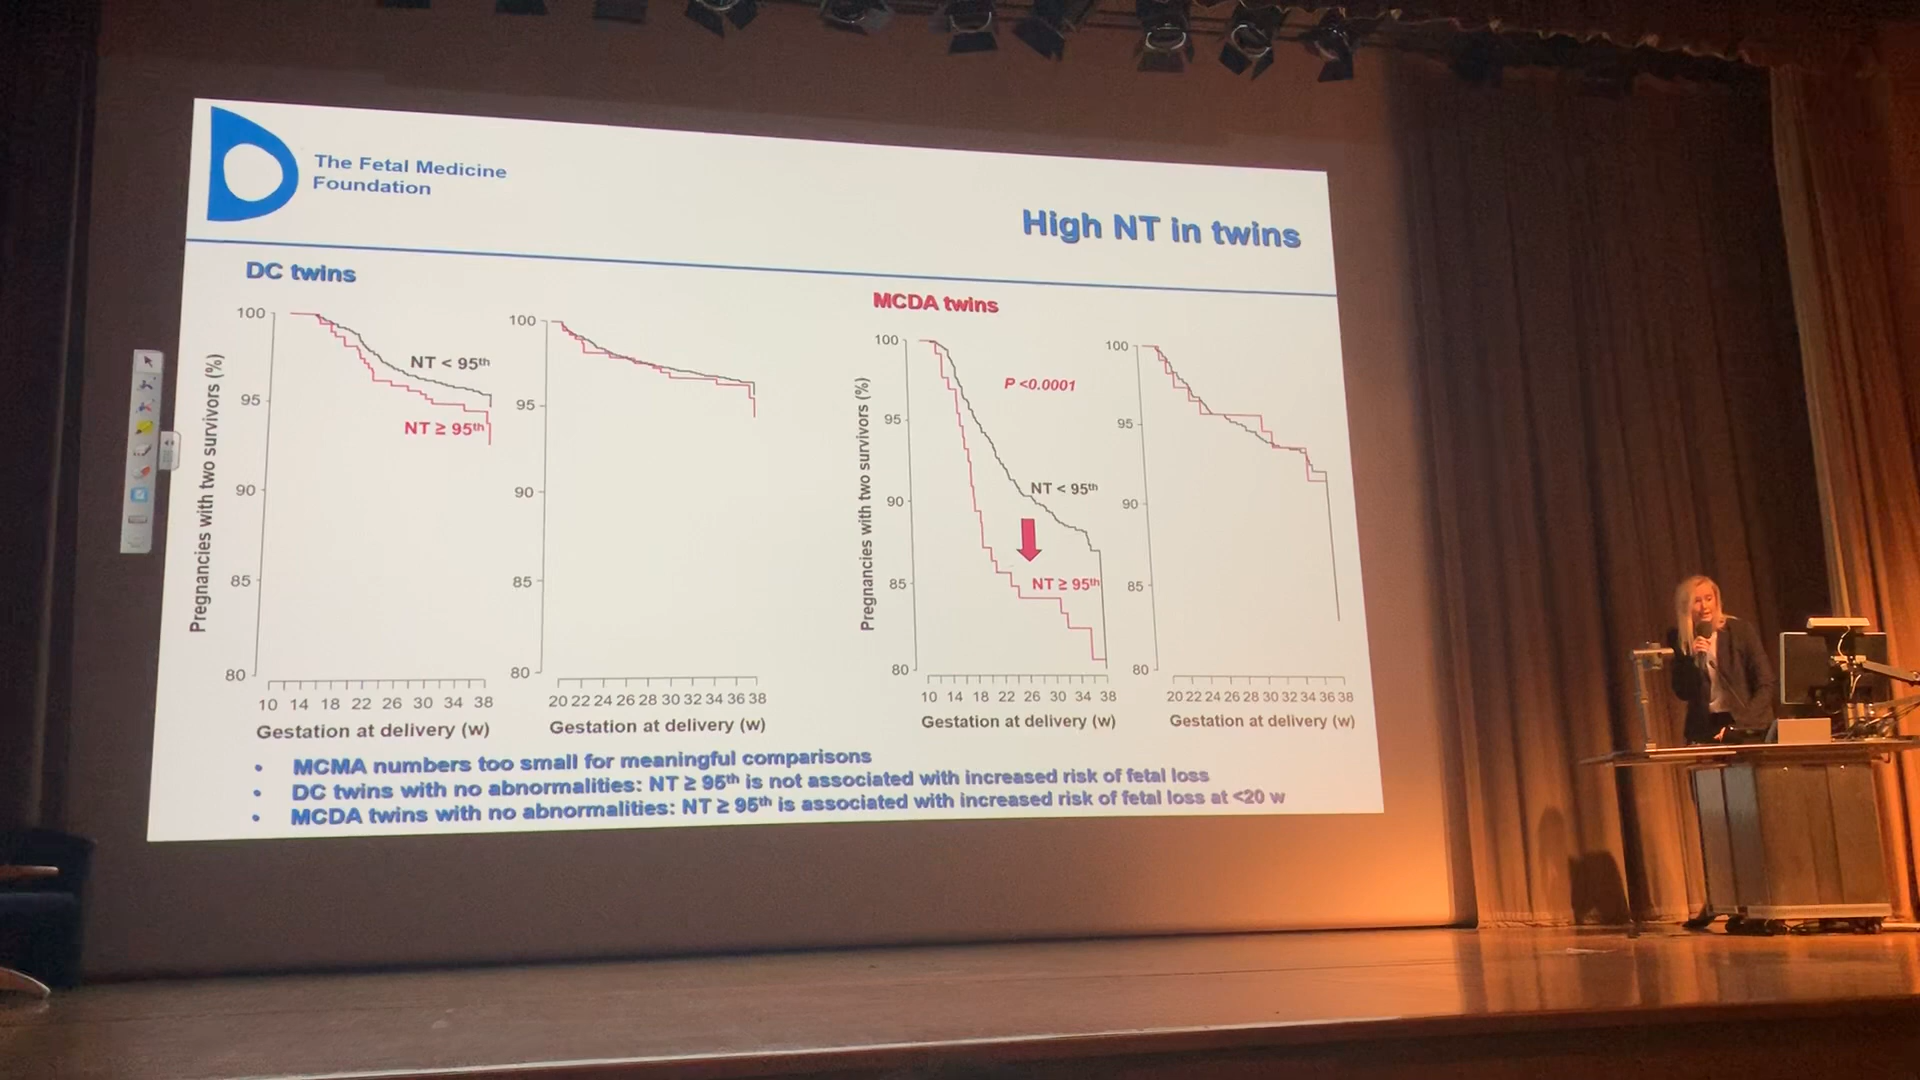 The Fetal Medicine
Foundation
High NT in twins
DC twins
MCDA twins
Pregnancies with two survivors (%)
100
95
90
85
80
NT < 95th
NT ≥ 95th
10 14 18 22 26 30 34 38
Gestation at delivery (w)
100
95
90
85
80
20 22 24 26 28 30 32 34 36 38
Gestation at delivery (w)
Pregnancies with two survivors (%)
100
95
90
85
80
P <0.0001
NT < 95th
NT ≥ 95th
10 14 18 22 26 30 34 38
Gestation at delivery (w)
100
95
90
85
80
20 22 24 26 28 30 32 34 36 38
Gestation at delivery (w)
• MCMA numbers too small for meaningful comparisons
• DC twins with no abnormalities: NT ≥ 95th is not associated with increased risk of fetal loss
• MCDA twins with no abnormalities: NT ≥ 95th is associated with increased risk of fetal loss at <20 w